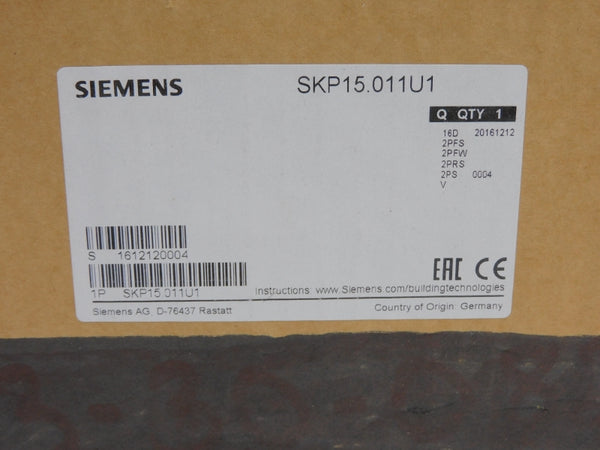 SIEMENS
SKP15.011U1
Q QTY 1
16D 20161212
2PFS
2PFW
2PRS
2PS 0004
V
S 1612120004
EAC CE
1P SKP15.011U1
Instructions www.Siemens.com/buildingtechnologies
Siemens AG, D-76437 Rastatt
Country of Origin: Germany